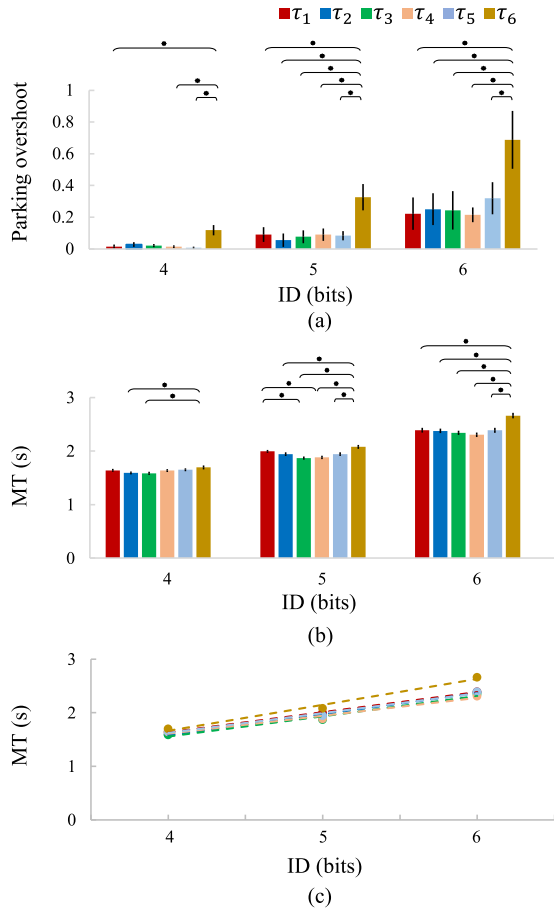 τ₁ τ₂ τ₃ τ₄ τ₅ τ₆
Parking overshoot
1
0.8
0.6
0.4
0.2
0
4 5 6
ID (bits)
(a)
MT (s)
3
2
1
0
4 5 6
ID (bits)
(b)
MT (s)
3
2
1
0
4 5 6
ID (bits)
(c)